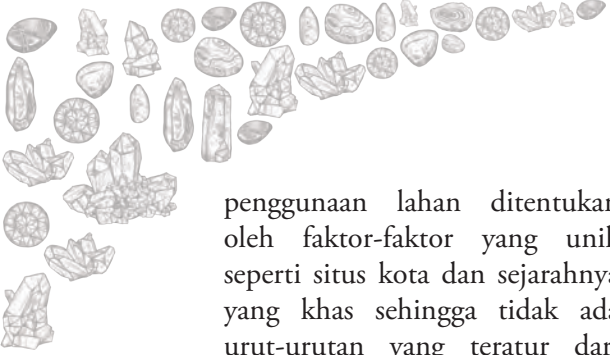 penggunaan lahan ditentukan
oleh faktor-faktor yang unik
seperti situs kota dan sejarahnya
yang khas sehingga tidak ada
urut-urutan yang teratur dari